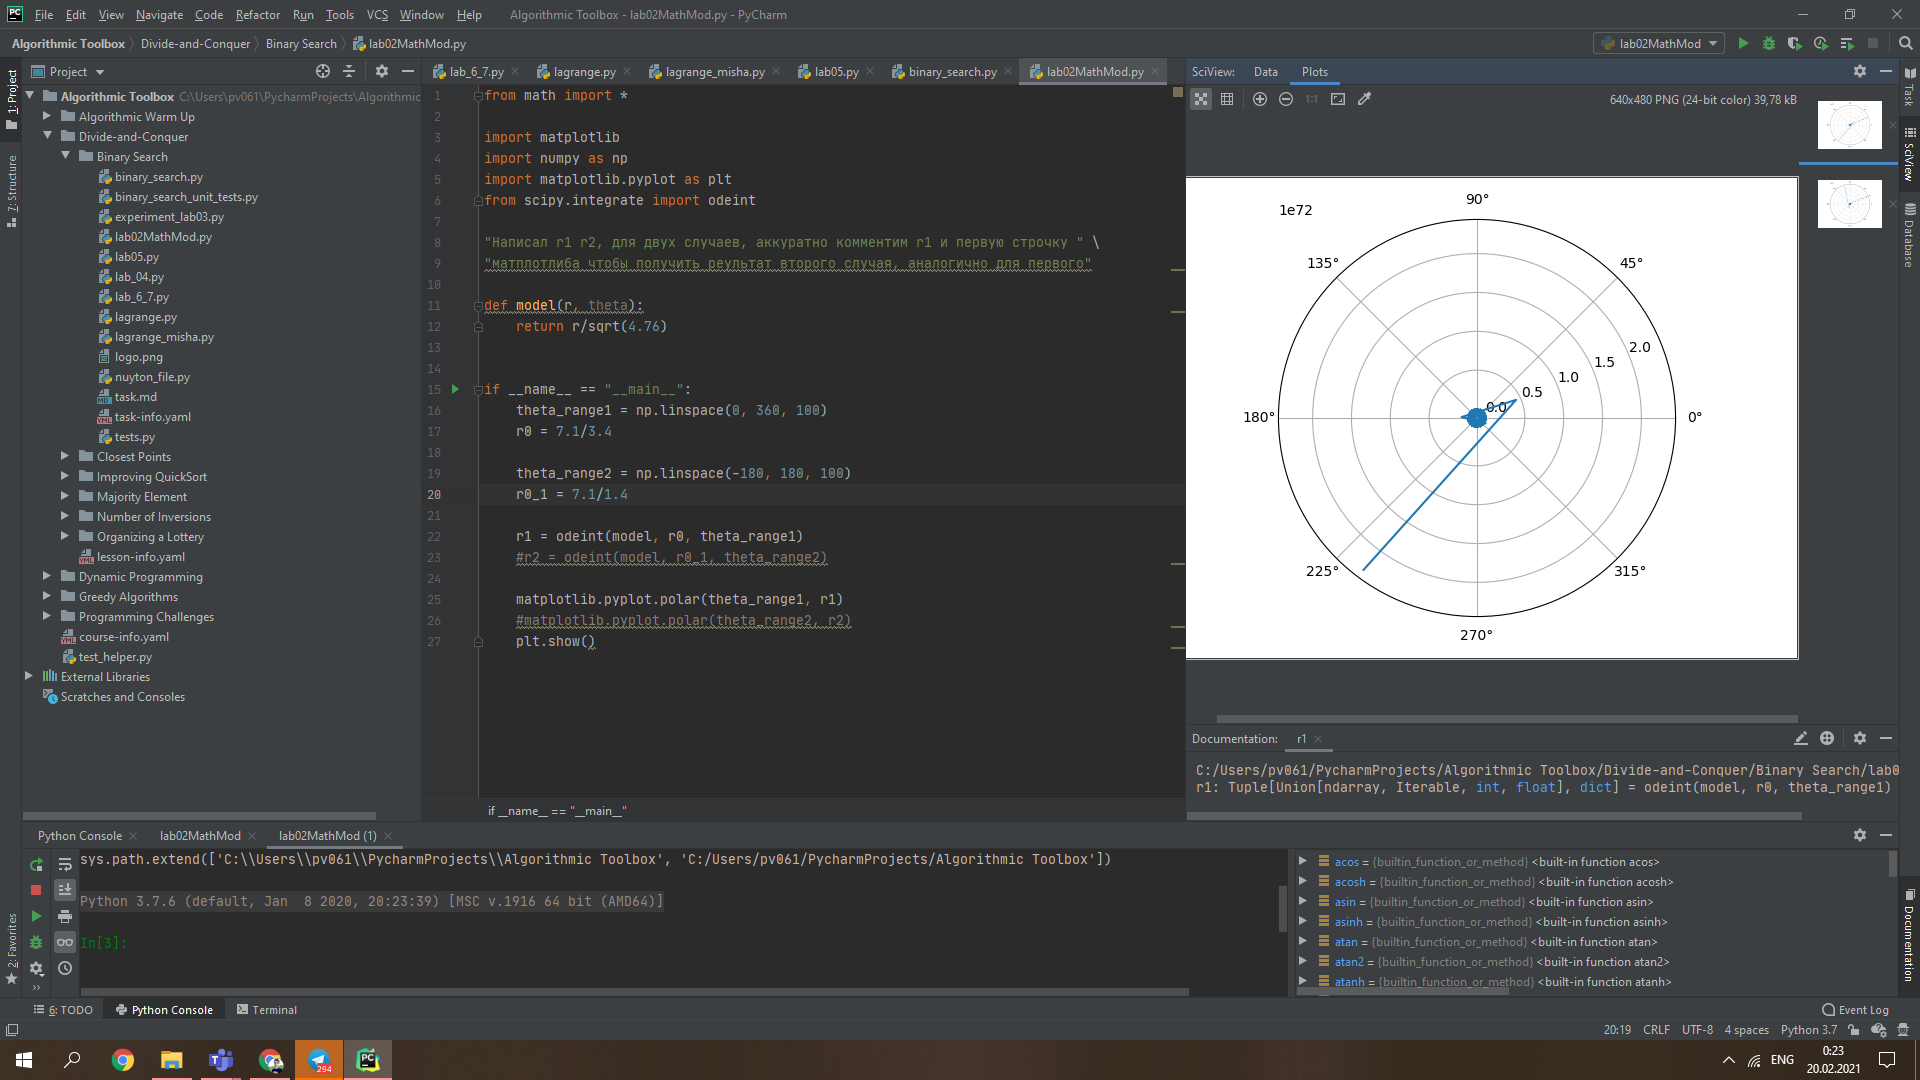 File Edit View Navigate Code Refactor Run Tools VCS Window Help Algorithmic Toolbox - lab02MathMod.py - PyCharm
Algorithmic Toolbox Divide-and-Conquer Binary Search lab02MathMod.py
lab02MathMod
1: Project
7: Structure
2: Favorites
Project
Algorithmic Toolbox C:\Users\pv061\PycharmProjects\Algorithmic
Algorithmic Warm Up
Divide-and-Conquer
Binary Search
binary_search.py
binary_search_unit_tests.py
experiment_lab03.py
lab02MathMod.py
lab05.py
lab_04.py
lab_6_7.py
lagrange.py
lagrange_misha.py
logo.png
nuyton_file.py
task.md
task-info.yaml
tests.py
Closest Points
Improving QuickSort
Majority Element
Number of Inversions
Organizing a Lottery
lesson-info.yaml
Dynamic Programming
Greedy Algorithms
Programming Challenges
course-info.yaml
test_helper.py
External Libraries
Scratches and Consoles
lab_6_7.py lagrange.py lagrange_misha.py lab05.py binary_search.py lab02MathMod.py
1 from math import *
2
3 import matplotlib
4 import numpy as np
5 import matplotlib.pyplot as plt
6 from scipy.integrate import odeint
7
8 "Написал r1 r2, для двух случаев, аккуратно комментим r1 и первую строчку " \
9 "матплотлиба чтобы получить реультат второго случая, аналогично для первого"
10
11 def model(r, theta):
12 return r/sqrt(4.76)
13
14
15 if __name__ == "__main__":
16 theta_range1 = np.linspace(0, 360, 100)
17 r0 = 7.1/3.4
18
19 theta_range2 = np.linspace(-180, 180, 100)
20 r0_1 = 7.1/1.4
21
22 r1 = odeint(model, r0, theta_range1)
23 #r2 = odeint(model, r0_1, theta_range2)
24
25 matplotlib.pyplot.polar(theta_range1, r1)
26 #matplotlib.pyplot.polar(theta_range2, r2)
27 plt.show()
if __name__ == "__main__"
SciView: Data Plots
1:1
640x480 PNG (24-bit color) 39,78 kB
1e72
90°
135°
45°
2.0
1.5
1.0
0.5
0.0
180°
0°
225°
315°
270°
Task
SciView
Database
Documentation
Documentation: r1
C:/Users/pv061/PycharmProjects/Algorithmic Toolbox/Divide-and-Conquer/Binary Search/lab0
r1: Tuple[Union[ndarray, Iterable, int, float], dict] = odeint(model, r0, theta_range1)
Python Console lab02MathMod lab02MathMod (1)
sys.path.extend(['C:\\Users\\pv061\\PycharmProjects\\Algorithmic Toolbox', 'C:/Users/pv061/PycharmProjects/Algorithmic Toolbox'])
Python 3.7.6 (default, Jan  8 2020, 20:23:39) [MSC v.1916 64 bit (AMD64)]
In[3]:
acos = {builtin_function_or_method} <built-in function acos>
acosh = {builtin_function_or_method} <built-in function acosh>
asin = {builtin_function_or_method} <built-in function asin>
asinh = {builtin_function_or_method} <built-in function asinh>
atan = {builtin_function_or_method} <built-in function atan>
atan2 = {builtin_function_or_method} <built-in function atan2>
atanh = {builtin_function_or_method} <built-in function atanh>
6: TODO Python Console Terminal Event Log
20:19 CRLF UTF-8 4 spaces Python 3.7
294
ENG
0:23
20.02.2021